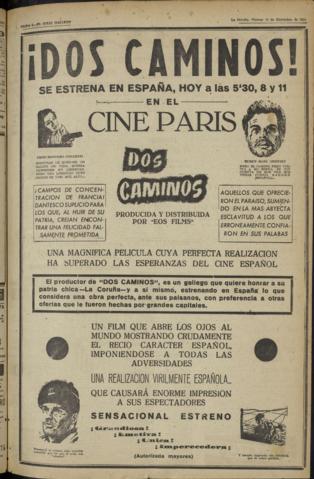 ¡DOS CAMINOS!
SE ESTRENA EN ESPAÑA, HOY a las 5'30, 8 y 11
EN EL
CINE PARIS
DOS
CAMINOS
PRODUCIDA Y DISTRIBUIDA
POR "EOS FILMS"
¡CAMPOS DE CONCEN-
TRACION DE FRANCIA!
DANTESCO SUPLICIO PARA
LOS QUE, AL HUIR DE SU
PATRIA, CREIAN ENCON-
TRAR UNA FELICIDAD FAL-
SAMENTE PROMETIDA.
AQUELLOS QUE OFRECIE-
RON EL PARAISO, SUMIEN-
DO EN LA MAS ABYECTA
ESCLAVITUD A LOS QUE
ERRONEAMENTE CONFIA-
RON EN SUS PALABRAS
UNA MAGNIFICA PELICULA CUYA PERFECTA REALIZACION
HA SUPERADO LAS ESPERANZAS DEL CINE ESPAÑOL
El productor de "DOS CAMINOS", es un gallego que quiere honrar a su
patria chica—La Coruña—y a sí mismo, estrenando en España lo que
considera una obra perfecta, ante sus paisanos, con preferencia a otras
ofertas que le fueron hechas por grandes capitales.
UN FILM QUE ABRE LOS OJOS AL
MUNDO MOSTRANDO CRUDAMENTE
EL RECIO CARACTER ESPAÑOL,
IMPONIENDOSE A TODAS LAS
ADVERSIDADES
UNA REALIZACION VIRILMENTE ESPAÑOLA...
QUE CAUSARÁ ENORME IMPRESION
A SUS ESPECTADORES
SENSACIONAL ESTRENO
¡Grandiosa!
¡Emotiva!
¡Unica!
¡Imperecedera!
(Autorizada mayores)